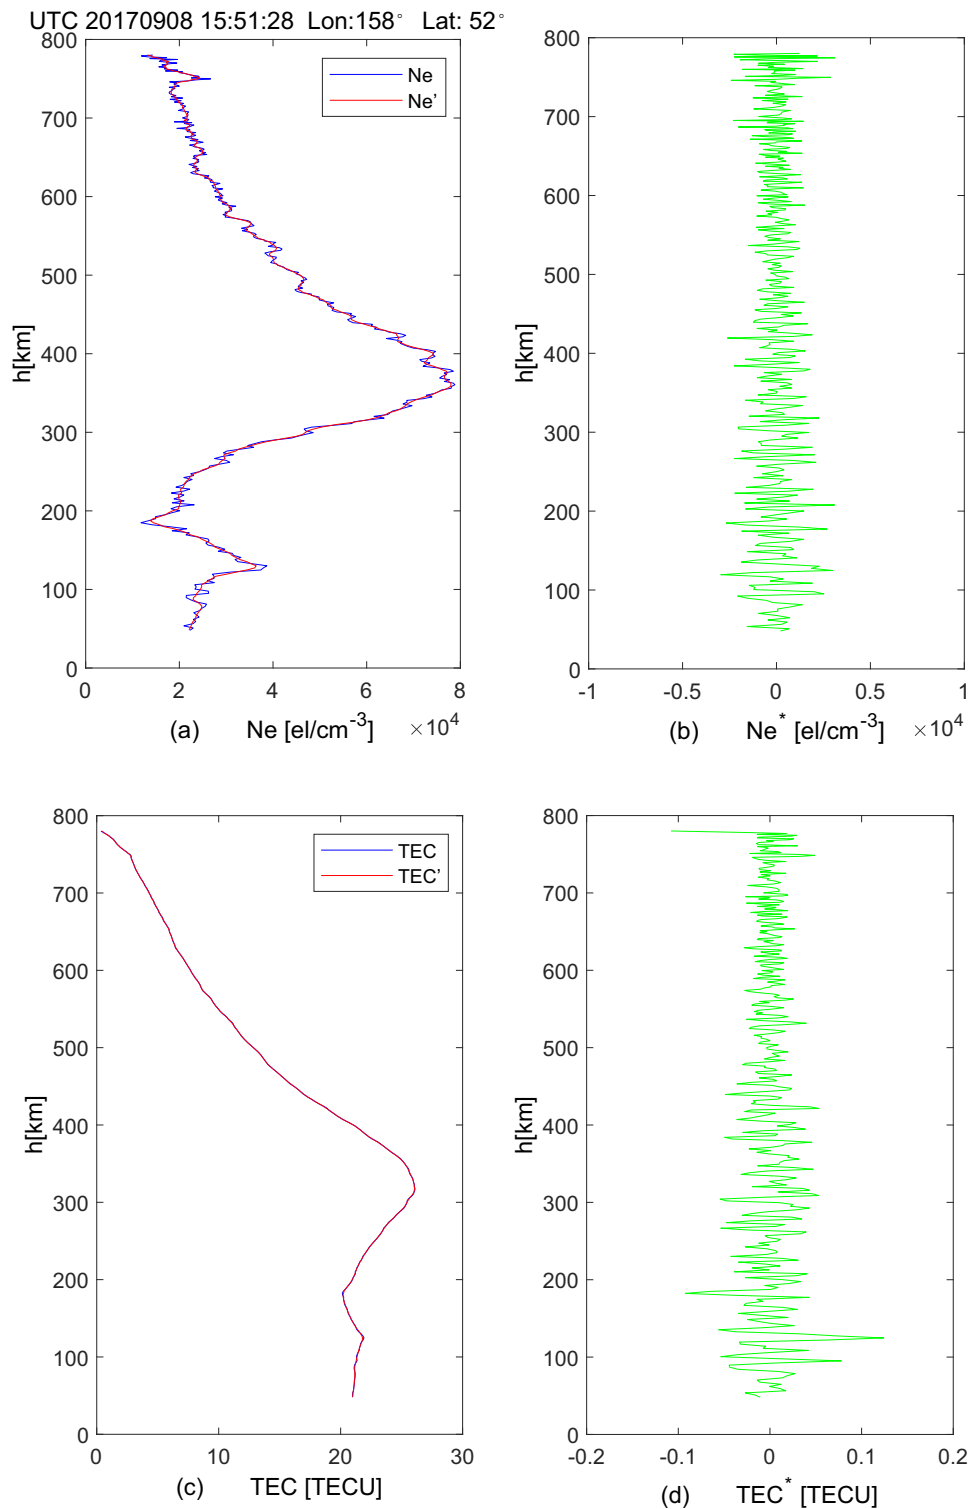 UTC 20170908 15:51:28 Lon:158° Lat: 52°
800
700
600
500
400
300
200
100
0
h[km]
Ne
Ne'
0 2 4 6 8
(a) Ne [el/cm⁻³] ×10⁴
800
700
600
500
400
300
200
100
0
h[km]
-1 -0.5 0 0.5 1
(b) Ne* [el/cm⁻³] ×10⁴
800
700
600
500
400
300
200
100
0
h[km]
TEC
TEC'
0 10 20 30
(c) TEC [TECU]
800
700
600
500
400
300
200
100
0
h[km]
-0.2 -0.1 0 0.1 0.2
(d) TEC* [TECU]